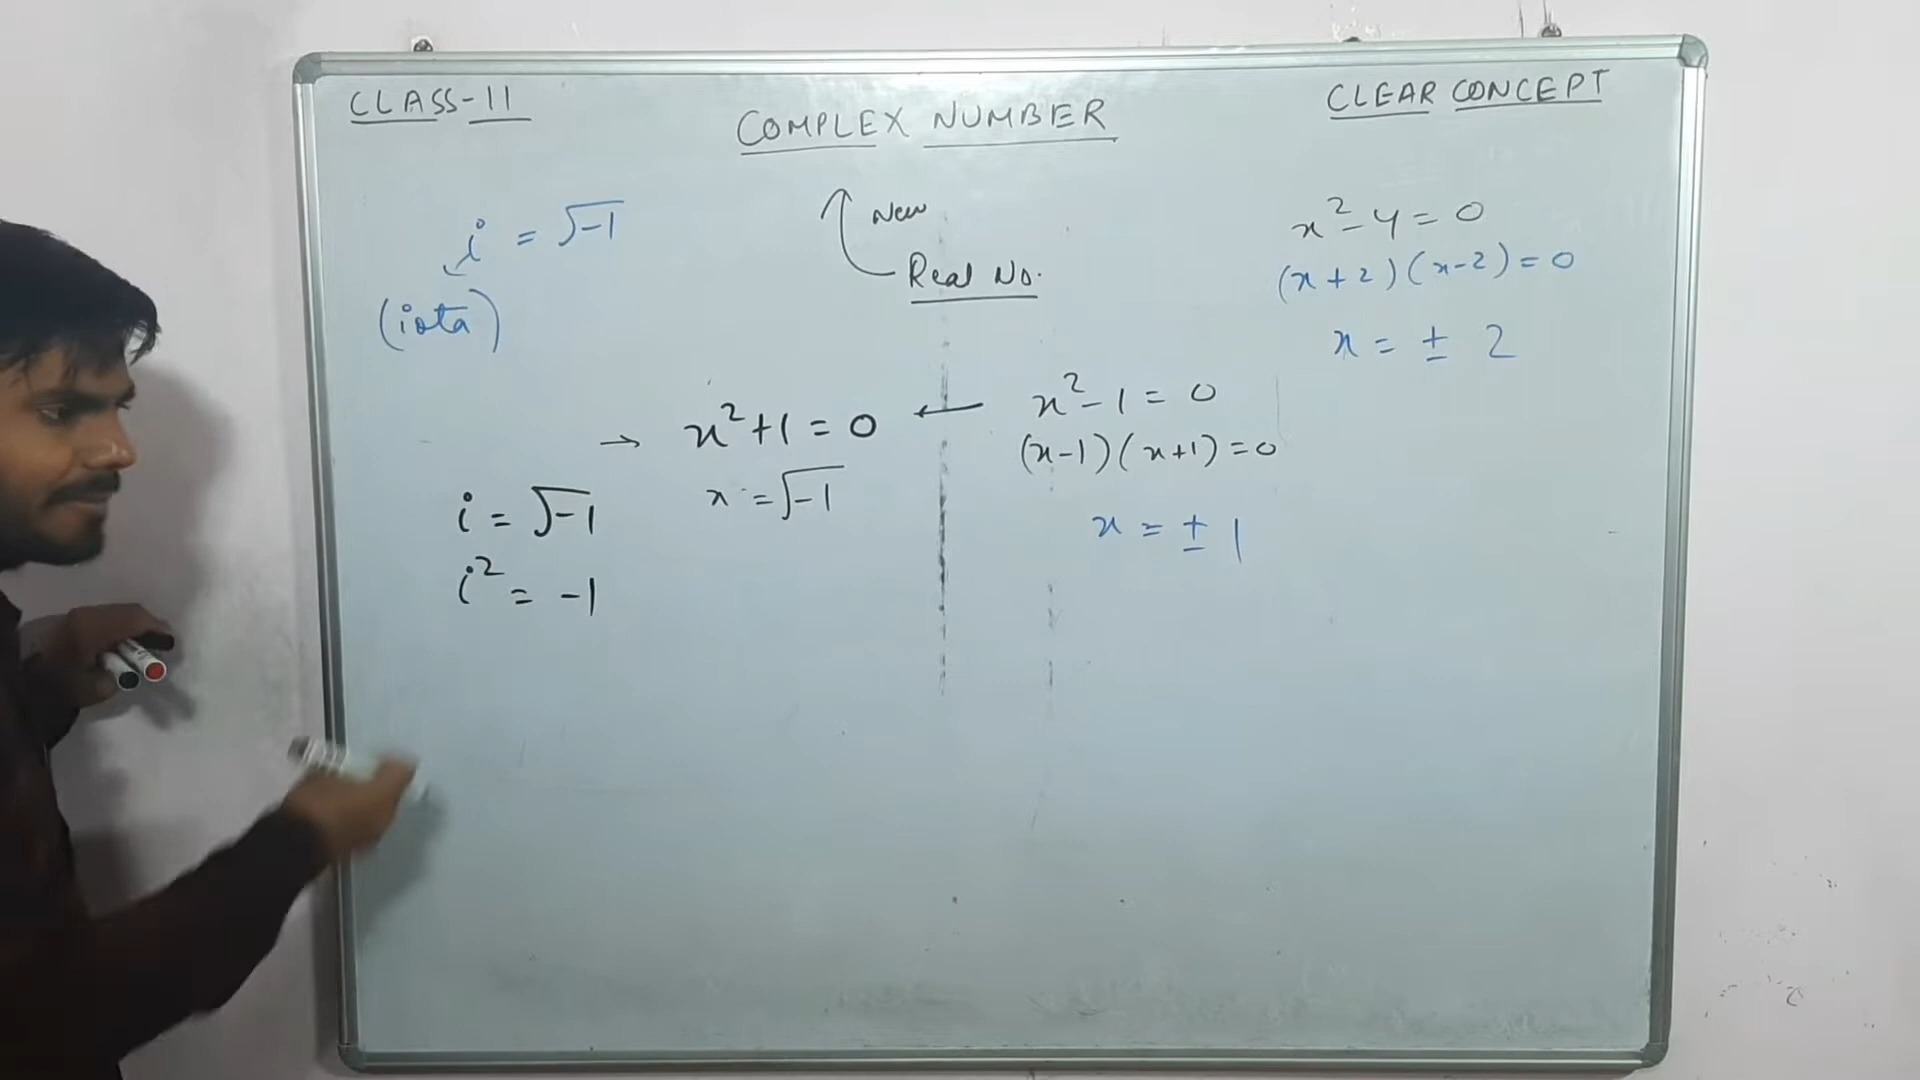 CLASS-11
COMPLEX NUMBER
CLEAR CONCEPT
i = √-1
(iota)
New
Real No.
x² - 4 = 0
(x + 2) (x - 2) = 0
x = ± 2
x² - 1 = 0
(x - 1) (x + 1) = 0
x = ± 1
← 
→ x² + 1 = 0
x = √-1
i = √-1
i² = -1